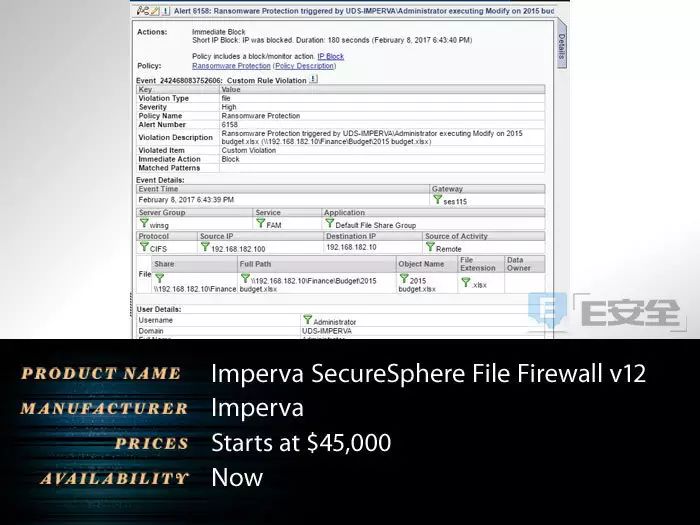 Alert 6158: Ransomware Protection triggered by UDS-IMPERVA\Administrator executing Modify on 2015 bud
Details
Actions: Immediate Block
Short IP Block: IP was blocked. Duration: 180 seconds (February 8, 2017 6:43:40 PM)
Policy includes a block/monitor action. IP Block
Policy: Ransomware Protection (Policy Description)
Event 242468083752606: Custom Rule Violation
Key Value
Violation Type file
Severity High
Policy Name Ransomware Protection
Alert Number 6158
Violation Description Ransomware Protection triggered by UDS-IMPERVA\Administrator executing Modify on 2015
budget.xlsx (\\192.168.182.10\Finance\Budget\2015 budget.xlsx)
Violated Item Custom Violation
Immediate Action Block
Matched Patterns
Event Details:
Event Time Gateway
February 8, 2017 6:43:39 PM ses115
Server Group Service Application
winsg FAM Default File Share Group
Protocol Source IP Destination IP Source of Activity
CIFS 192.168.182.100 192.168.182.10 Remote
File Share Full Path Object Name File Extension Data Owner
\\192.168.182.10\Finance \\192.168.182.10\Finance\Budget\2015 budget.xlsx 2015 budget.xlsx .xlsx
User Details:
Username Administrator
Domain UDS-IMPERVA
E安全
PRODUCT NAME Imperva SecureSphere File Firewall v12
MANUFACTURER Imperva
PRICES Starts at $45,000
AVAILABILITY Now